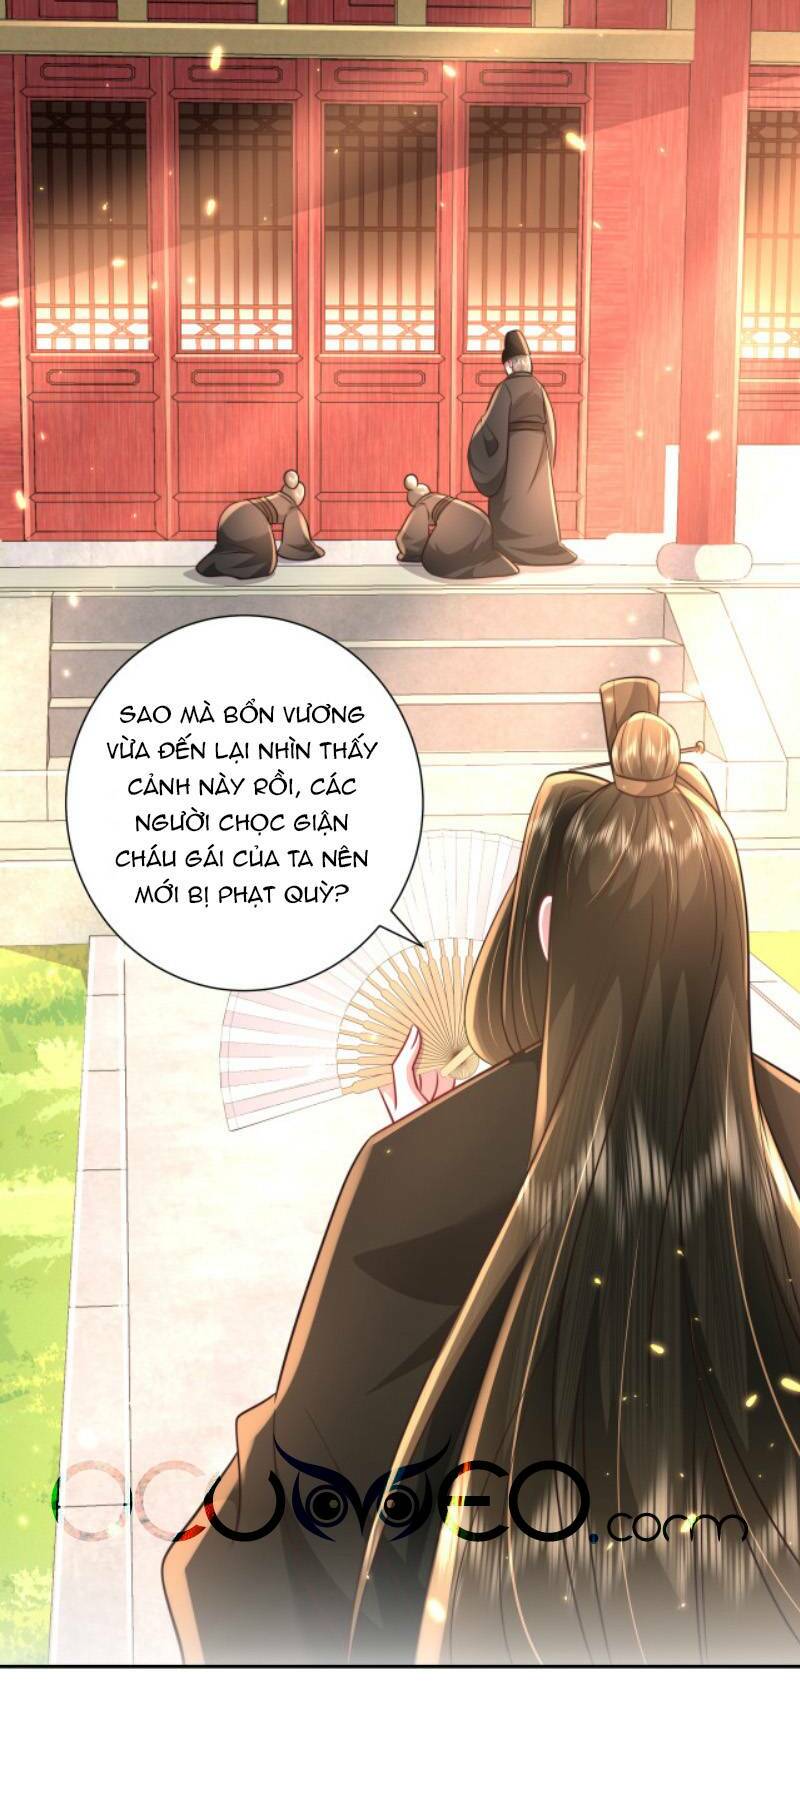 SAO MÀ BỔN VƯƠNG
VỪA ĐẾN LẠI NHÌN THẤY
CẢNH NÀY RỒI, CÁC
NGƯỜI CHỌC GIẬN
CHÁU GÁI CỦA TA NÊN
MỚI BỊ PHẠT QUỲ?
OCUMEO.com